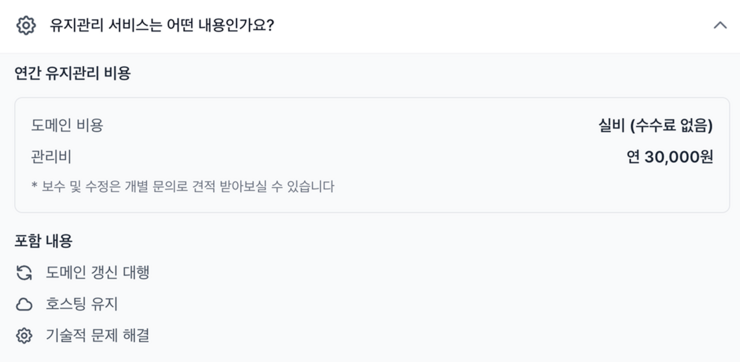 유지관리 서비스는 어떤 내용인가요?
연간 유지관리 비용
도메인 비용 실비 (수수료 없음)
관리비 연 30,000원
* 보수 및 수정은 개별 문의로 견적 받아보실 수 있습니다
포함 내용
도메인 갱신 대행
호스팅 유지
기술적 문제 해결